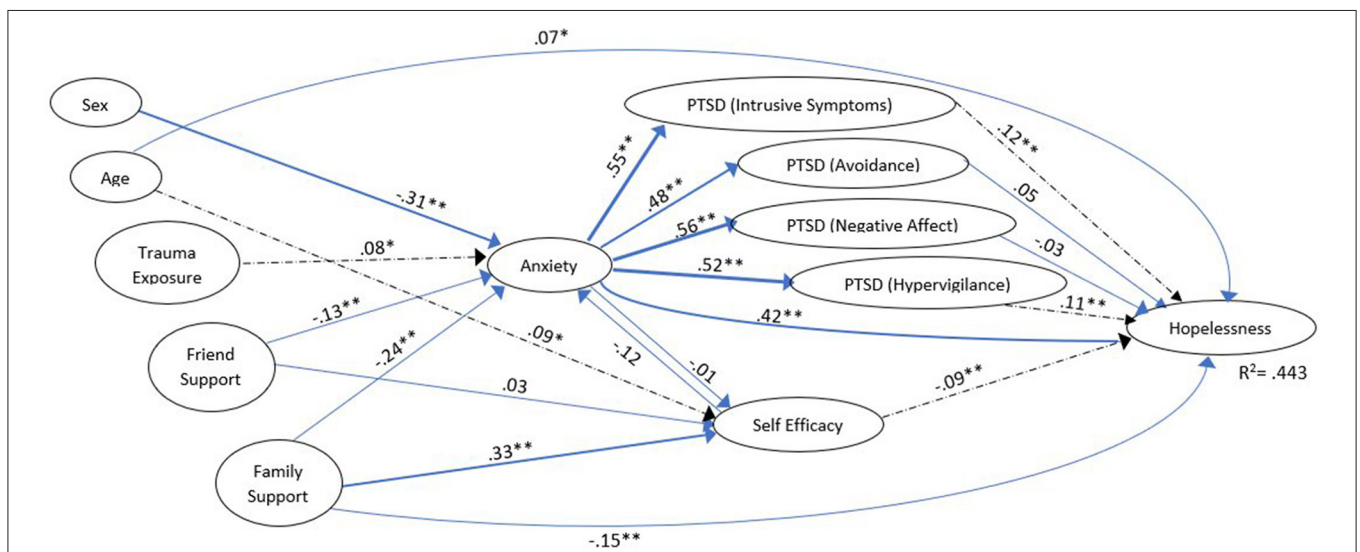 .07*
Sex
PTSD (Intrusive Symptoms)
.12**
.55**
Age
PTSD (Avoidance)
.05
.48**
-.31**
PTSD (Negative Affect)
.56**
-.03
Trauma
Exposure
.08*
Anxiety
.52**
PTSD (Hypervigilance)
.11**
-.13**
.42**
Hopelessness
Friend
Support
-.24**
.09*
-.12
-.01
R²= .443
.03
-.09**
Self Efficacy
.33**
Family
Support
-.15**